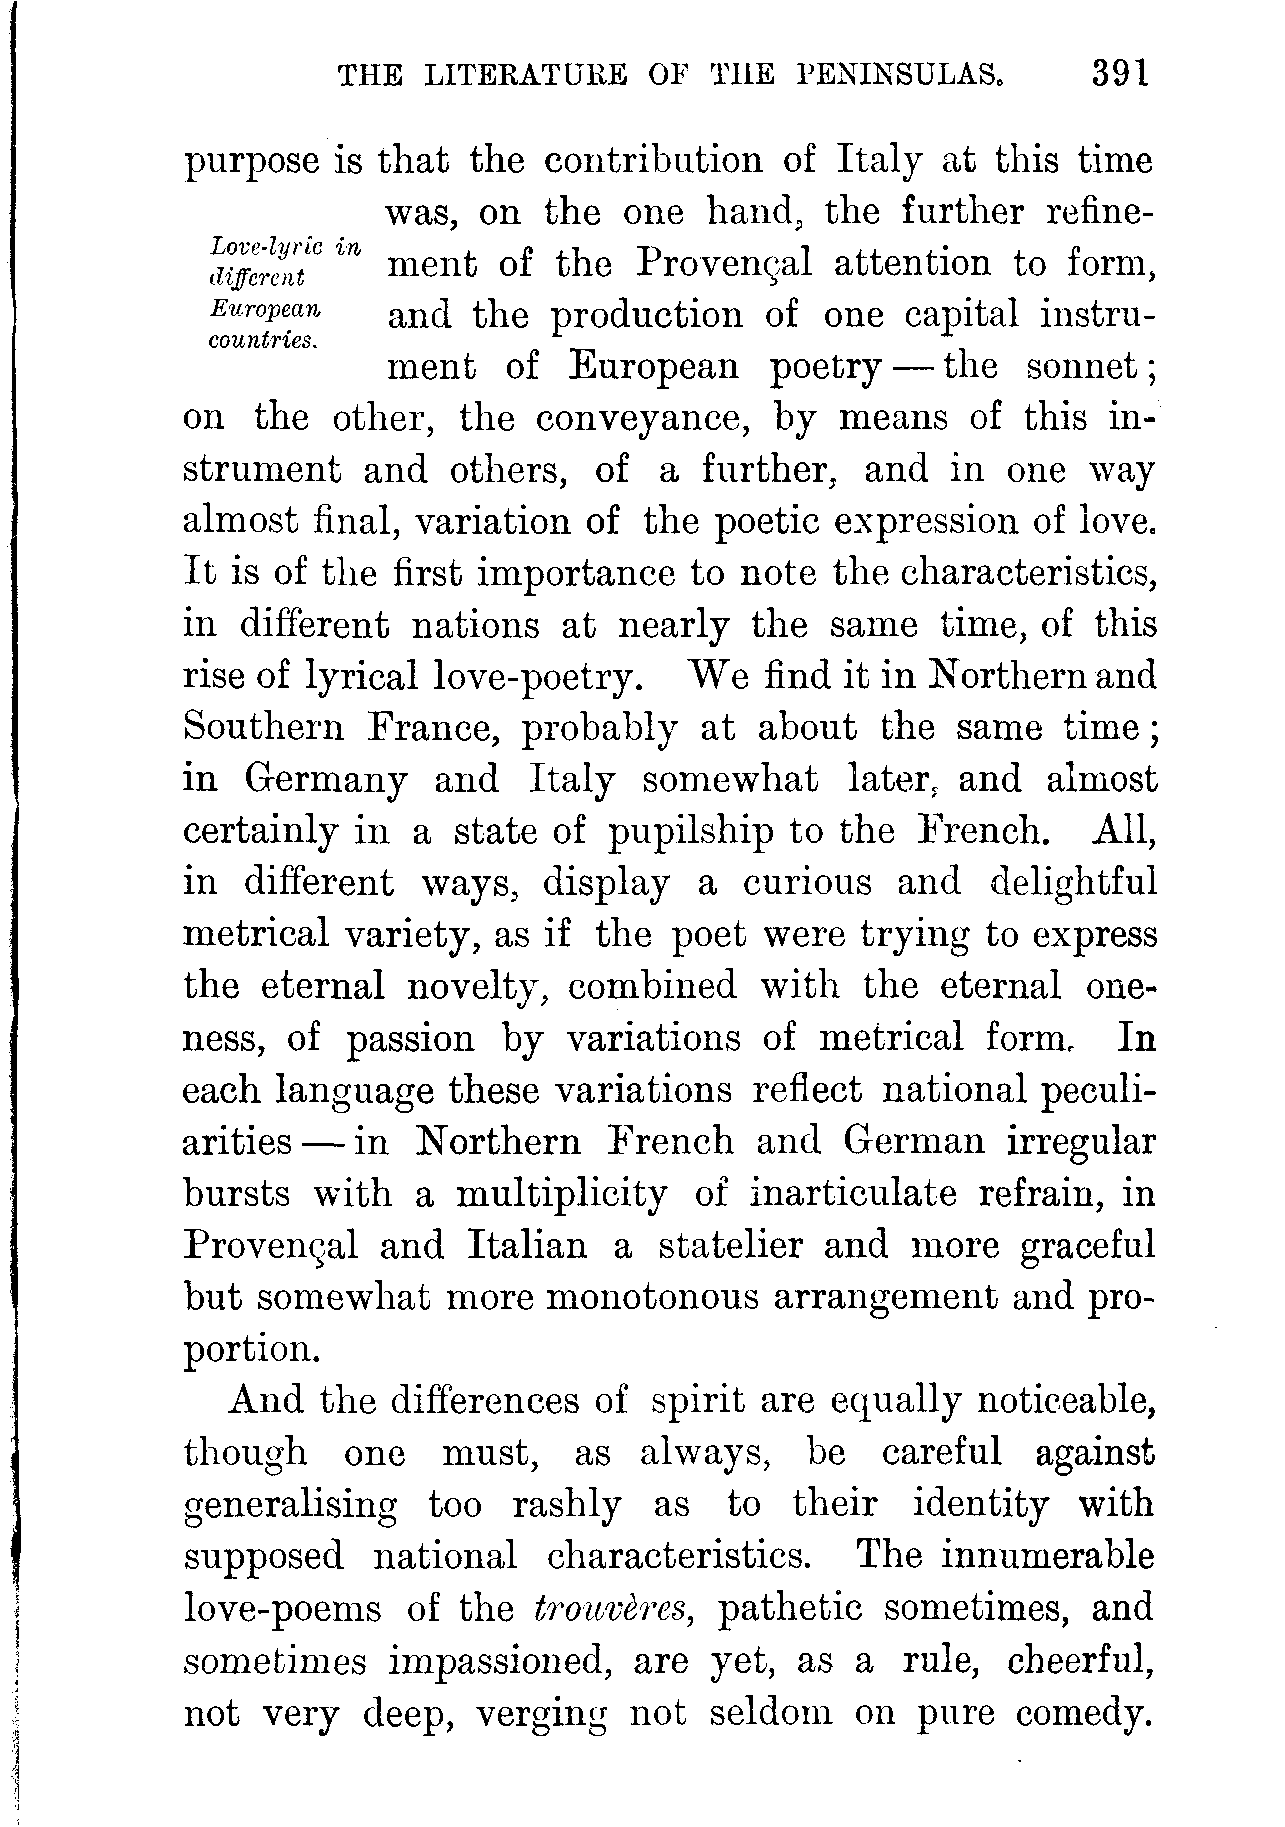 THE LITERATURE OF THE PENINSULAS. 391
purpose is that the contribution of Italy at this time
was, on the one hand, the further refine-
Love-lyric in
different
European
countries.
ment of the Provençal attention to form,
and the production of one capital instru-
ment of European poetry — the sonnet;
on the other, the conveyance, by means of this in-
strument and others, of a further, and in one way
almost final, variation of the poetic expression of love.
It is of the first importance to note the characteristics,
in different nations at nearly the same time, of this
rise of lyrical love-poetry. We find it in Northern and
Southern France, probably at about the same time;
in Germany and Italy somewhat later, and almost
certainly in a state of pupilship to the French. All,
in different ways, display a curious and delightful
metrical variety, as if the poet were trying to express
the eternal novelty, combined with the eternal one-
ness, of passion by variations of metrical form. In
each language these variations reflect national peculi-
arities — in Northern French and German irregular
bursts with a multiplicity of inarticulate refrain, in
Provençal and Italian a statelier and more graceful
but somewhat more monotonous arrangement and pro-
portion.
And the differences of spirit are equally noticeable,
though one must, as always, be careful against
generalising too rashly as to their identity with
supposed national characteristics. The innumerable
love-poems of the trouvères, pathetic sometimes, and
sometimes impassioned, are yet, as a rule, cheerful,
not very deep, verging not seldom on pure comedy.